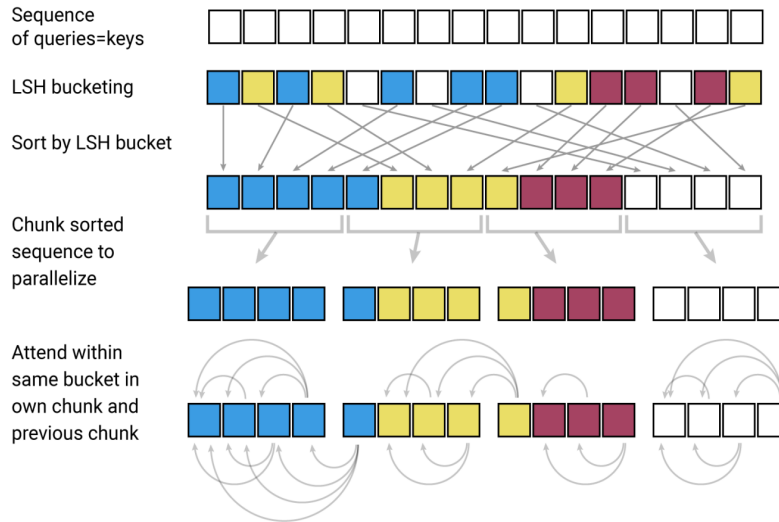 Sequence
of queries=keys
LSH bucketing
Sort by LSH bucket
Chunk sorted
sequence to
parallelize
Attend within
same bucket in
own chunk and
previous chunk